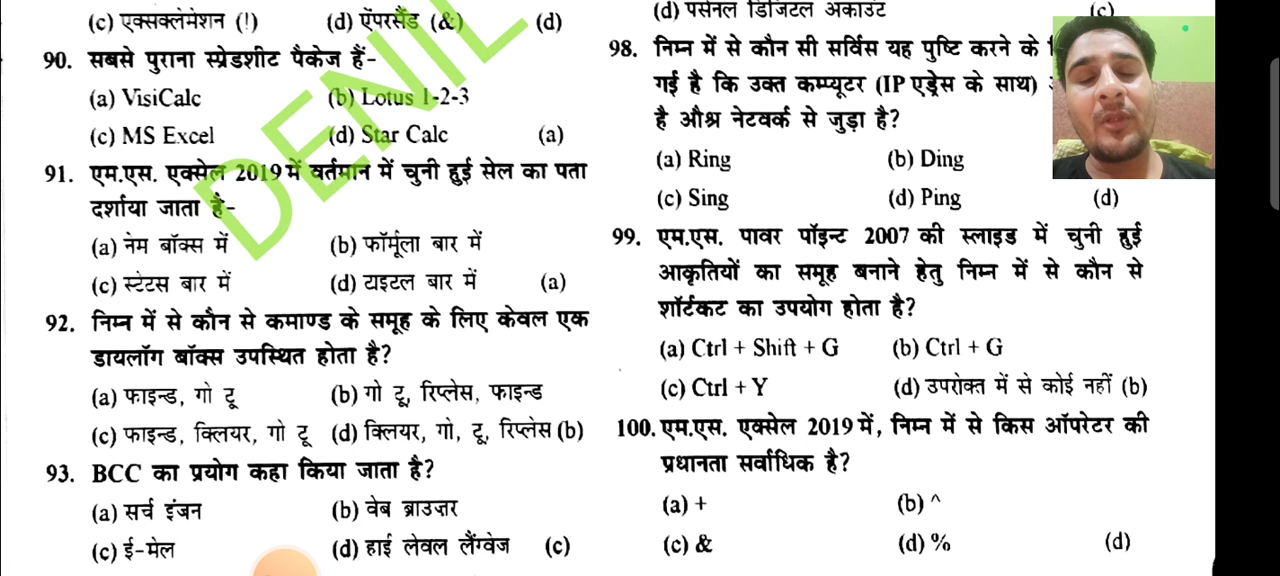 (c) एक्सक्लेमेशन (!) (d) ऍपरसैंड (&) (d)
90. सबसे पुराना स्प्रेडशीट पैकेज हैं-
(a) VisiCalc (b) Lotus 1-2-3
(c) MS Excel (d) Star Calc (a)
91. एम.एस. एक्सेल 2019 में वर्तमान में चुनी हुई सेल का पता
दर्शाया जाता है-
(a) नेम बॉक्स में (b) फॉर्मूला बार में
(c) स्टेटस बार में (d) टाइटल बार में (a)
92. निम्न में से कौन से कमाण्ड के समूह के लिए केवल एक
डायलॉग बॉक्स उपस्थित होता है?
(a) फाइन्ड, गो टू (b) गो टू, रिप्लेस, फाइन्ड
(c) फाइन्ड, क्लियर, गो टू (d) क्लियर, गो, टू, रिप्लेस (b)
93. BCC का प्रयोग कहा किया जाता है?
(a) सर्च इंजन (b) वेब ब्राउज़र
(c) ई-मेल (d) हाई लेवल लैंग्वेज (c)
DENIL
(d) पर्सनल डिजिटल अकाउंट (c)
98. निम्न में से कौन सी सर्विस यह पुष्टि करने के
गई है कि उक्त कम्प्यूटर (IP एड्रेस के साथ)
है औश्र नेटवर्क से जुड़ा है?
(a) Ring (b) Ding
(c) Sing (d) Ping (d)
99. एम.एस. पावर पॉइन्ट 2007 की स्लाइड में चुनी हुई
आकृतियों का समूह बनाने हेतु निम्न में से कौन से
शॉर्टकट का उपयोग होता है?
(a) Ctrl + Shift + G (b) Ctrl + G
(c) Ctrl + Y (d) उपरोक्त में से कोई नहीं (b)
100. एम.एस. एक्सेल 2019 में, निम्न में से किस ऑपरेटर की
प्रधानता सर्वाधिक है?
(a) + (b) ^
(c) & (d) % (d)